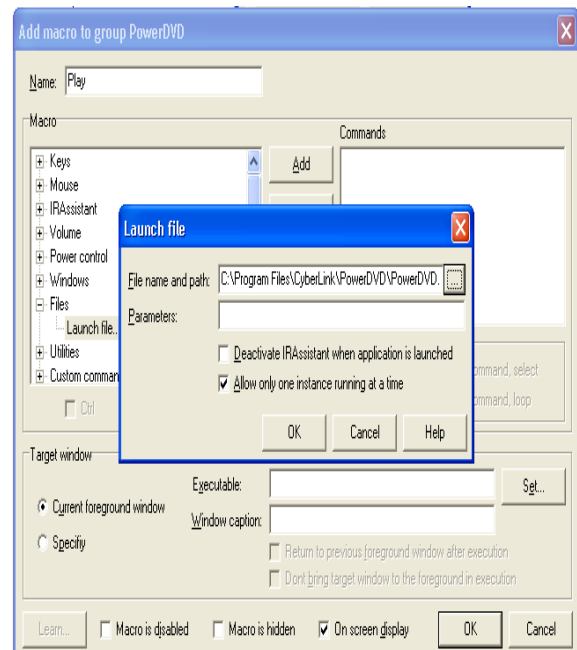 Add macro to group PowerDVD
Name: Play
Macro
Commands
Keys
Mouse
IRAssistant
Volume
Power control
Windows
Files
Launch file..
Utilities
Custom comman
Ctrl
Add
Launch file
File name and path: C:\Program Files\CyberLink\PowerDVD\PowerDVD. ...
Parameters:
Deactivate IRAssistant when application is launched
Allow only one instance running at a time
OK Cancel Help
ommand, select
ommand, loop
Target window
Current foreground window
Specifiy
Executable:
Set...
Window caption:
Return to previous foreground window after execution
Dont bring target window to the foreground in execution
Learn... Macro is disabled Macro is hidden On screen display OK Cancel